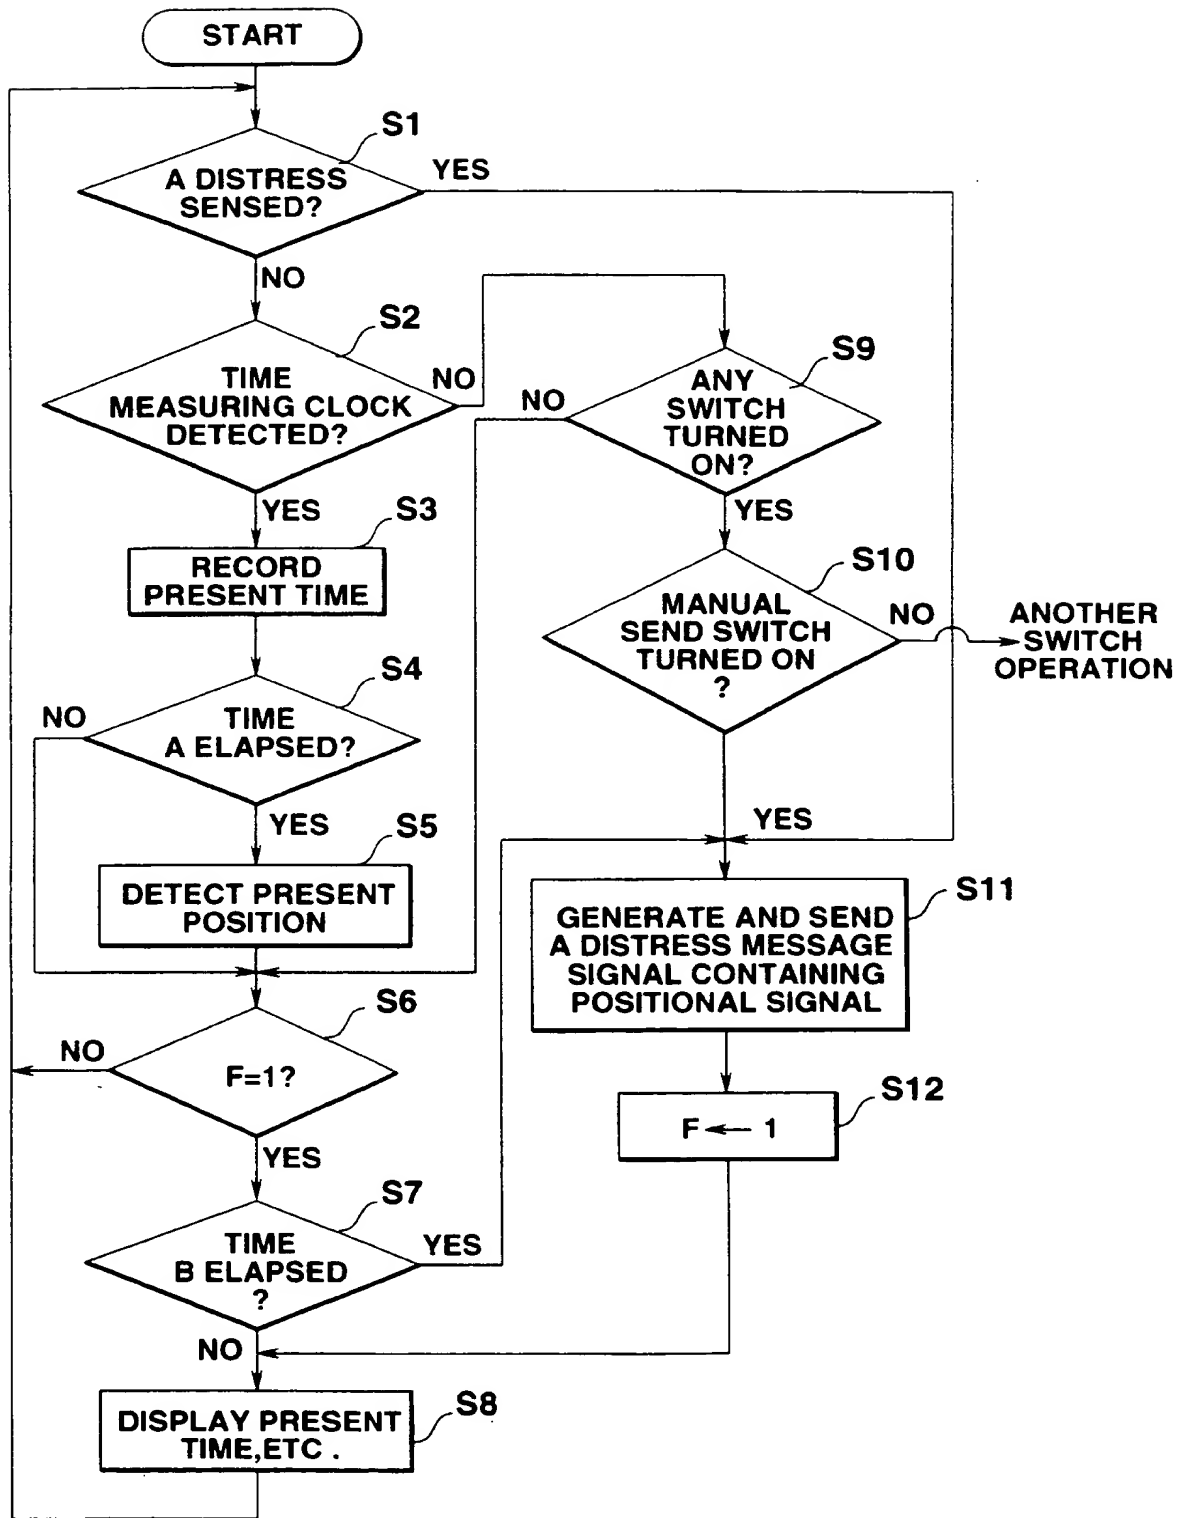 START
S1
A DISTRESS
SENSED?
YES
NO
S2
TIME
MEASURING CLOCK
DETECTED?
NO
YES
S9
ANY
SWITCH
TURNED
ON?
NO
YES
S3
RECORD
PRESENT TIME
S10
MANUAL
SEND SWITCH
TURNED ON
?
NO
ANOTHER
SWITCH
OPERATION
YES
S4
TIME
A ELAPSED?
NO
YES
S5
DETECT PRESENT
POSITION
S11
GENERATE AND SEND
A DISTRESS MESSAGE
SIGNAL CONTAINING
POSITIONAL SIGNAL
S6
F=1?
NO
YES
S12
F ← 1
S7
TIME
B ELAPSED
?
YES
NO
S8
DISPLAY PRESENT
TIME,ETC .